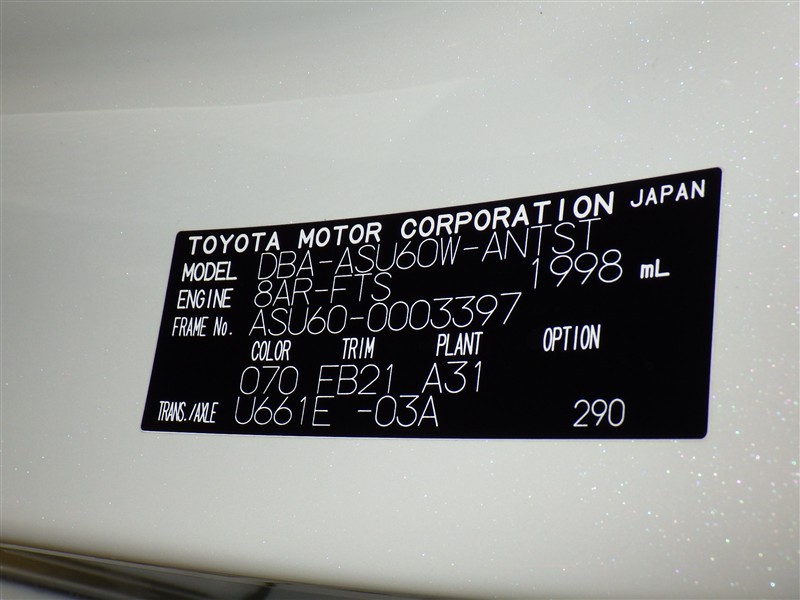 TOYOTA MOTOR CORPORATION JAPAN
MODEL DBA-ASU60W-ANTST
ENGINE 8AR-FTS 1998 mL
FRAME No. ASU60-0003397
COLOR TRIM PLANT OPTION
070 EB21 A31
TRANS./AXLE U661E -03A 290